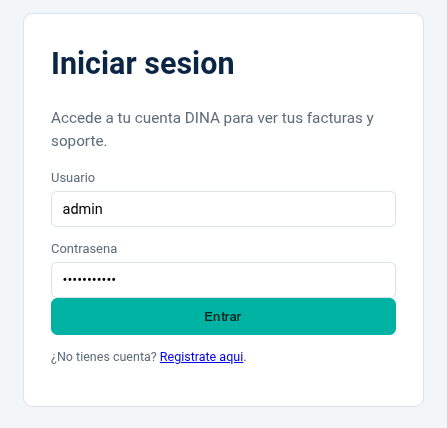 Iniciar sesion
Accede a tu cuenta DINA para ver tus facturas y
soporte.
Usuario
admin
Contrasena
•••••••••••
Entrar
¿No tienes cuenta? Registrate aqui.